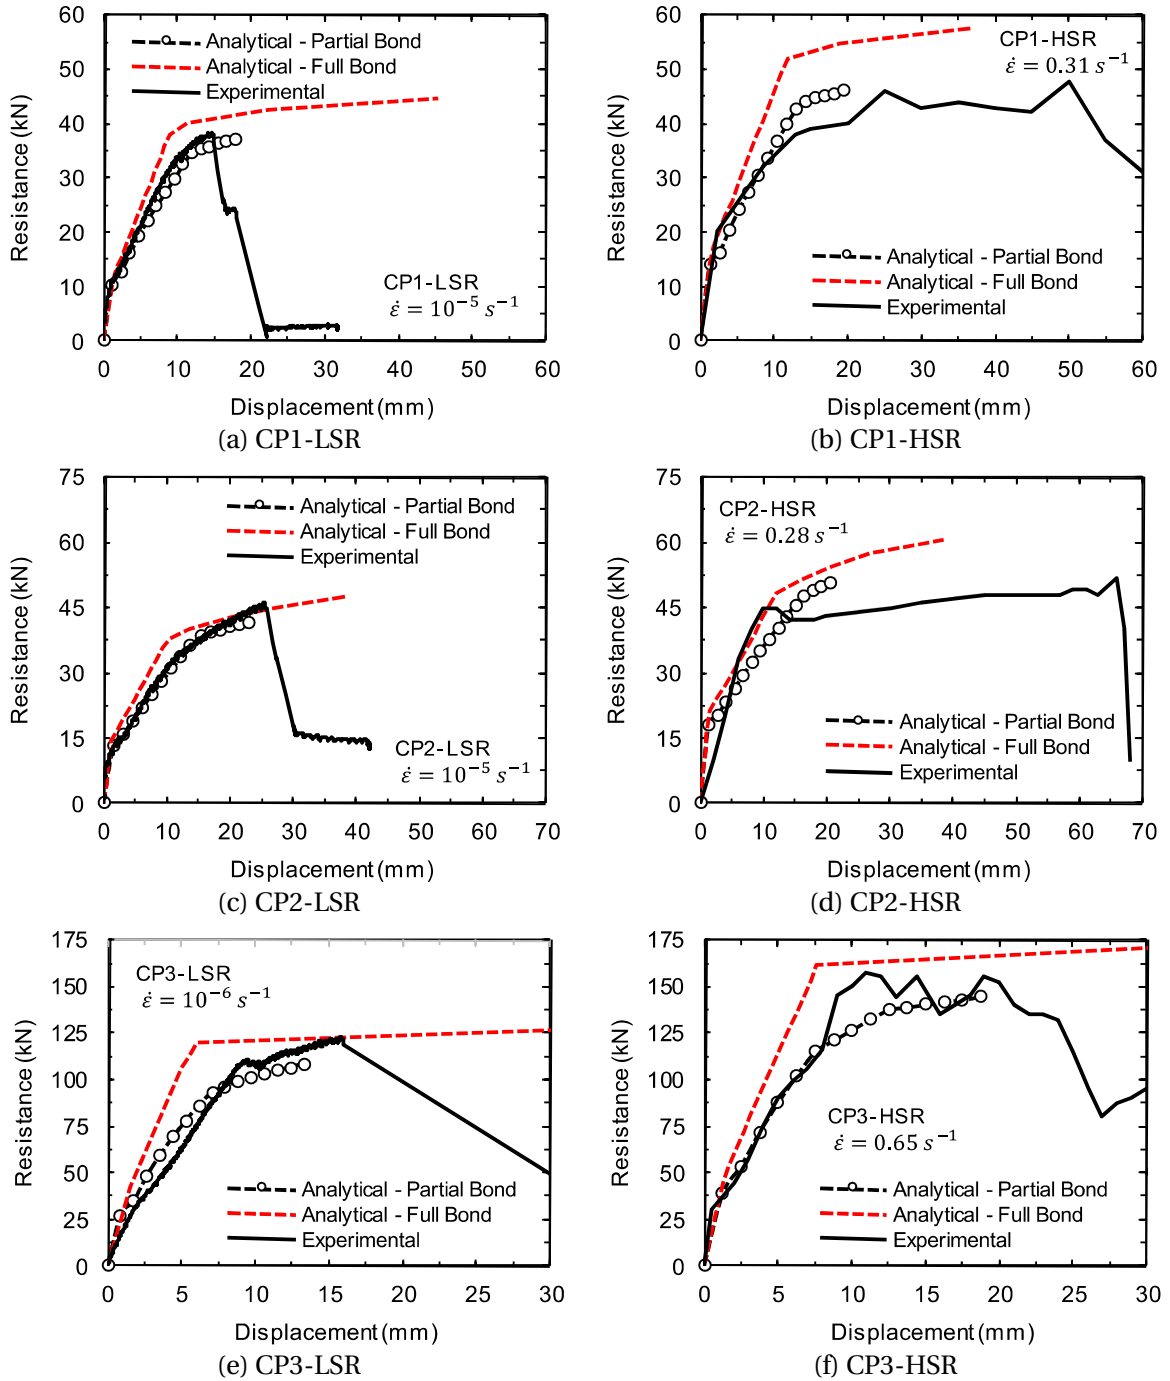 60
50
40
30
20
10
0
Resistance (kN)
Analytical - Partial Bond
Analytical - Full Bond
Experimental
CP1-LSR
ε̇ = 10⁻⁵ s⁻¹
0 10 20 30 40 50 60
Displacement (mm)
(a) CP1-LSR
60
50
40
30
20
10
0
Resistance (kN)
CP1-HSR
ε̇ = 0.31 s⁻¹
Analytical - Partial Bond
Analytical - Full Bond
Experimental
0 10 20 30 40 50 60
Displacement (mm)
(b) CP1-HSR
75
60
45
30
15
0
Resistance (kN)
Analytical - Partial Bond
Analytical - Full Bond
Experimental
CP2-LSR
ε̇ = 10⁻⁵ s⁻¹
0 10 20 30 40 50 60 70
Displacement (mm)
(c) CP2-LSR
75
60
45
30
15
0
Resistance (kN)
CP2-HSR
ε̇ = 0.28 s⁻¹
Analytical - Partial Bond
Analytical - Full Bond
Experimental
0 10 20 30 40 50 60 70
Displacement (mm)
(d) CP2-HSR
175
150
125
100
75
50
25
0
Resistance (kN)
CP3-LSR
ε̇ = 10⁻⁶ s⁻¹
Analytical - Partial Bond
Analytical - Full Bond
Experimental
0 5 10 15 20 25 30
Displacement (mm)
(e) CP3-LSR
175
150
125
100
75
50
25
0
Resistance (kN)
CP3-HSR
ε̇ = 0.65 s⁻¹
Analytical - Partial Bond
Analytical - Full Bond
Experimental
0 5 10 15 20 25 30
Displacement (mm)
(f) CP3-HSR